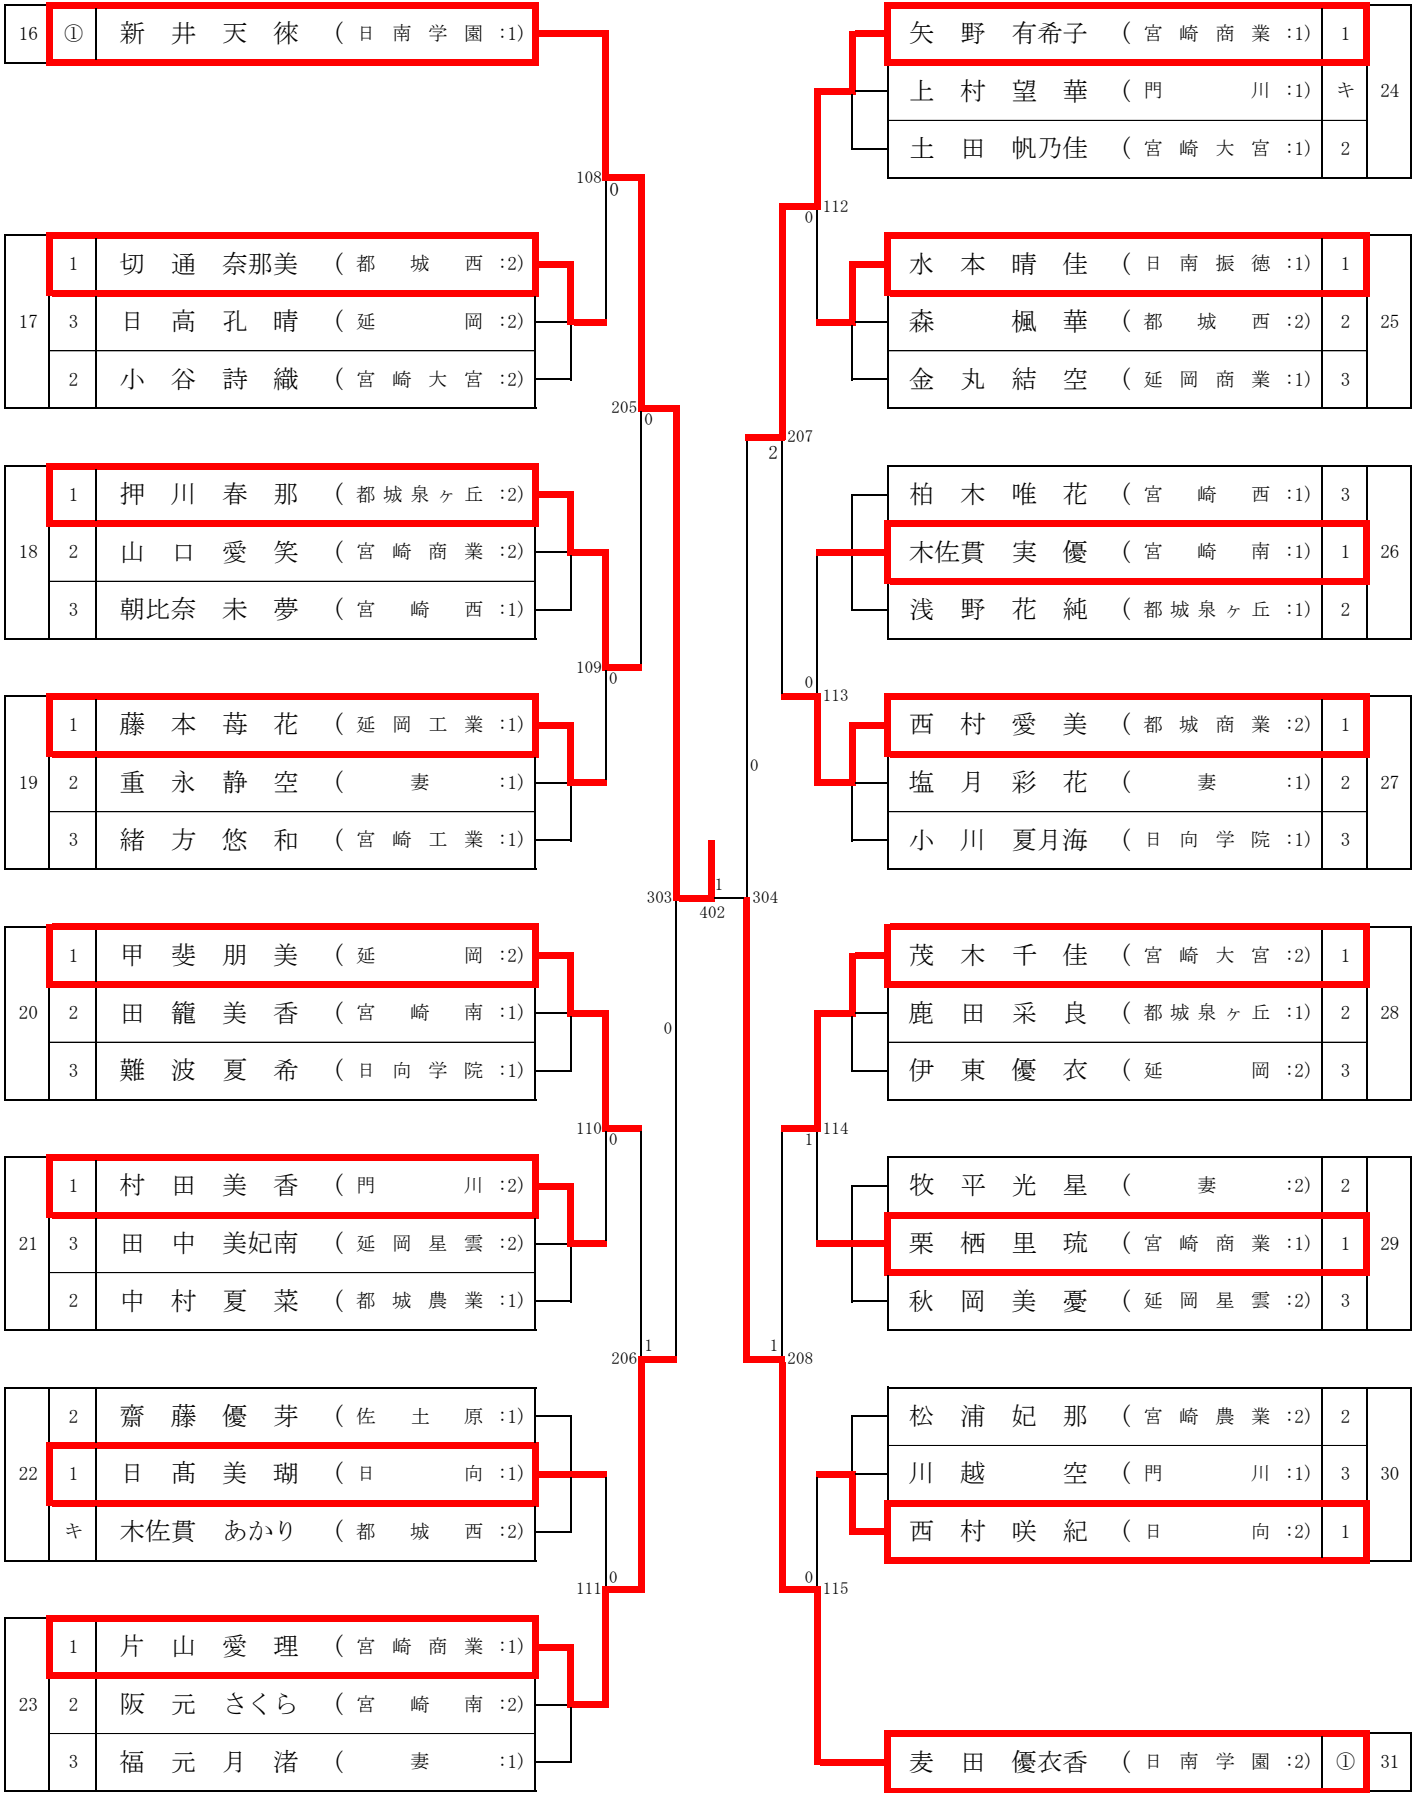 16 ① 新井天徠 (日南学園:1)
17
1 切通奈那美 (都城西:2)
3 日高孔晴 (延岡:2)
2 小谷詩織 (宮崎大宮:2)
18
1 押川春那 (都城泉ヶ丘:2)
2 山口愛笑 (宮崎商業:2)
3 朝比奈未夢 (宮崎西:1)
19
1 藤本苺花 (延岡工業:1)
2 重永静空 (妻:1)
3 緒方悠和 (宮崎工業:1)
20
1 甲斐朋美 (延岡:2)
2 田籠美香 (宮崎南:1)
3 難波夏希 (日向学院:1)
21
1 村田美香 (門川:2)
3 田中美妃南 (延岡星雲:2)
2 中村夏菜 (都城農業:1)
22
2 齋藤優芽 (佐土原:1)
1 日髙美瑚 (日向:1)
キ 木佐貫あかり (都城西:2)
23
1 片山愛理 (宮崎商業:1)
2 阪元さくら (宮崎南:2)
3 福元月渚 (妻:1)
108 0
205 0
109 0
303 0
110 0
206 1
111 0
402 1
304 0
112 0
207 2
113 0
114 1
208 1
115 0
矢野有希子 (宮崎商業:1) 1
上村望華 (門川:1) キ
土田帆乃佳 (宮崎大宮:1) 2
24
水本晴佳 (日南振徳:1) 1
森楓華 (都城西:2) 2
金丸結空 (延岡商業:1) 3
25
柏木唯花 (宮崎西:1) 3
木佐貫実優 (宮崎南:1) 1
浅野花純 (都城泉ヶ丘:1) 2
26
西村愛美 (都城商業:2) 1
塩月彩花 (妻:1) 2
小川夏月海 (日向学院:1) 3
27
茂木千佳 (宮崎大宮:2) 1
鹿田采良 (都城泉ヶ丘:1) 2
伊東優衣 (延岡:2) 3
28
牧平光星 (妻:2) 2
栗栖里琉 (宮崎商業:1) 1
秋岡美憂 (延岡星雲:2) 3
29
松浦妃那 (宮崎農業:2) 2
川越空 (門川:1) 3
西村咲紀 (日向:2) 1
30
麦田優衣香 (日南学園:2) ① 31